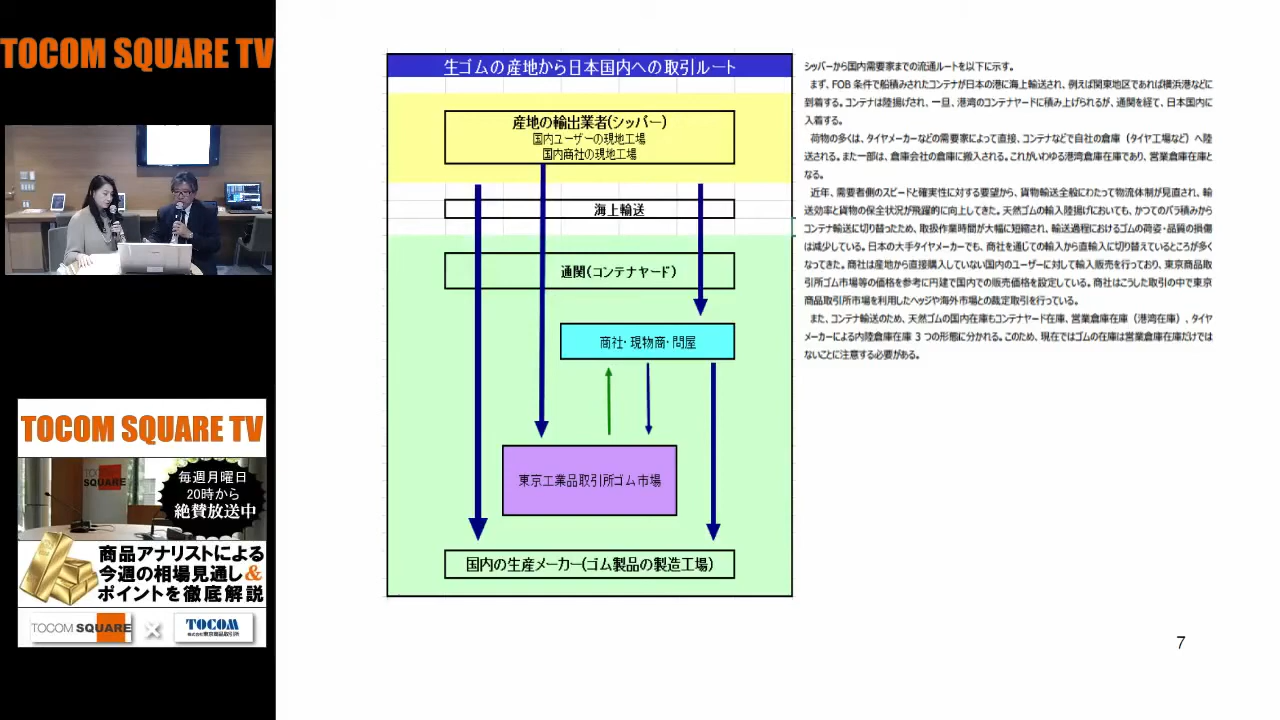 TOCOM SQUARE TV
TOCOM SQUARE TV
TOCOM
SQUARE
毎週月曜日
20時から
絶賛放送中
商品アナリストによる
今週の相場見通し&
ポイントを徹底解説
TOCOM SQUARE × TOCOM
株式会社東京商品取引所
生ゴムの産地から日本国内への取引ルート
産地の輸出業者(シッパー)
国内ユーザーの現地工場
国内商社の現地工場
海上輸送
通関(コンテナヤード)
商社・現物商・問屋
東京工業品取引所ゴム市場
国内の生産メーカー(ゴム製品の製造工場)
シッパーから国内需要家までの流通ルートを以下に示す。
まず、FOB 条件で船積みされたコンテナが日本の港に海上輸送され、例えば関東地区であれば横浜港などに
到着する。コンテナは陸揚げされ、一旦、港湾のコンテナヤードに積み上げられるが、通関を経て、日本国内に
入着する。
荷物の多くは、タイヤメーカーなどの需要家によって直接、コンテナなどで自社の倉庫（タイヤ工場など）へ陸
送される。また一部は、倉庫会社の倉庫に搬入される。これがいわゆる港湾倉庫在庫であり、営業倉庫在庫と
なる。
近年、需要者側のスピードと確実性に対する要望から、貨物輸送全般にわたって物流体制が見直され、輸
送効率と貨物の保全状況が飛躍的に向上してきた。天然ゴムの輸入陸揚げにおいても、かつてのバラ積みから
コンテナ輸送に切り替ったため、取扱作業時間が大幅に短縮され、輸送過程におけるゴムの荷姿・品質の損傷
は減少している。日本の大手タイヤメーカーでも、商社を通じての輸入から直輸入に切り替えているところが多く
なってきた。商社は産地から直接購入していない国内のユーザーに対して輸入販売を行っており、東京商品取
引所ゴム市場等の価格を参考に円建で国内での販売価格を設定している。商社はこうした取引の中で東京
商品取引所市場を利用したヘッジや海外市場との裁定取引を行っている。
また、コンテナ輸送のため、天然ゴムの国内在庫もコンテナヤード在庫、営業倉庫在庫（港湾在庫）、タイヤ
メーカーによる内陸倉庫在庫 3 つの形態に分かれる。このため、現在ではゴムの在庫は営業倉庫在庫だけでは
ないことに注意する必要がある。
7